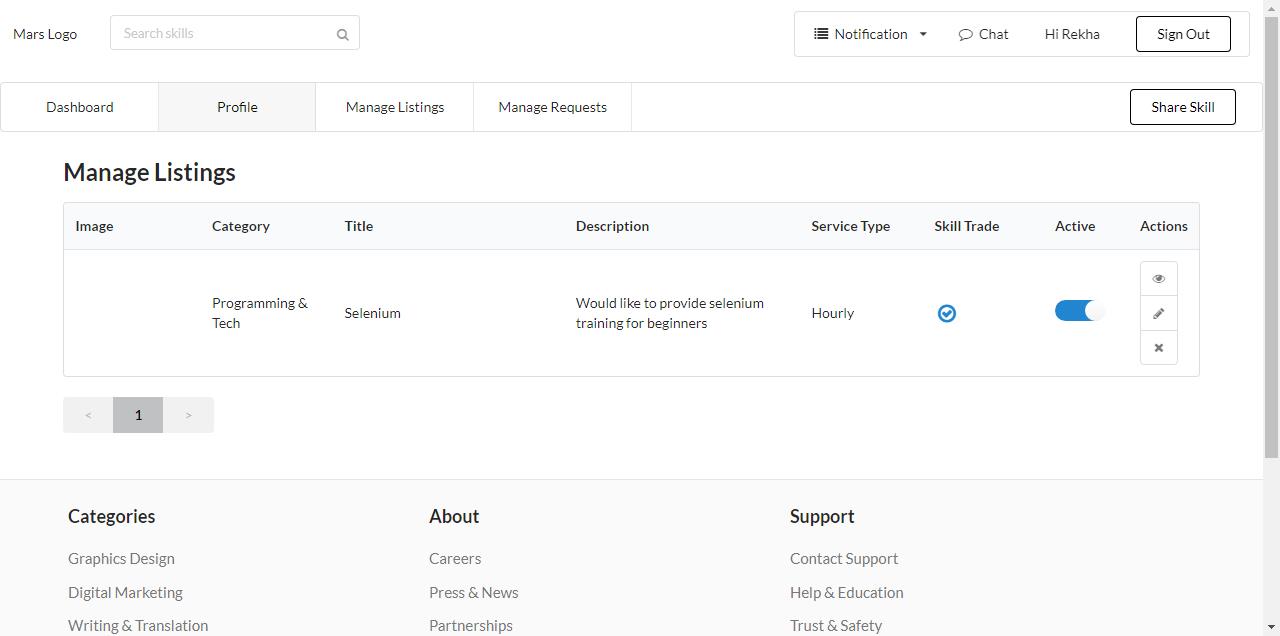 Mars Logo
Search skills
Notification
Chat
Hi Rekha
Sign Out
Dashboard
Profile
Manage Listings
Manage Requests
Share Skill
Manage Listings
Image Category Title Description Service Type Skill Trade Active Actions
Programming &
Tech
Selenium
Would like to provide selenium
training for beginners
Hourly
< 1 >
Categories
Graphics Design
Digital Marketing
Writing & Translation
About
Careers
Press & News
Partnerships
Support
Contact Support
Help & Education
Trust & Safety